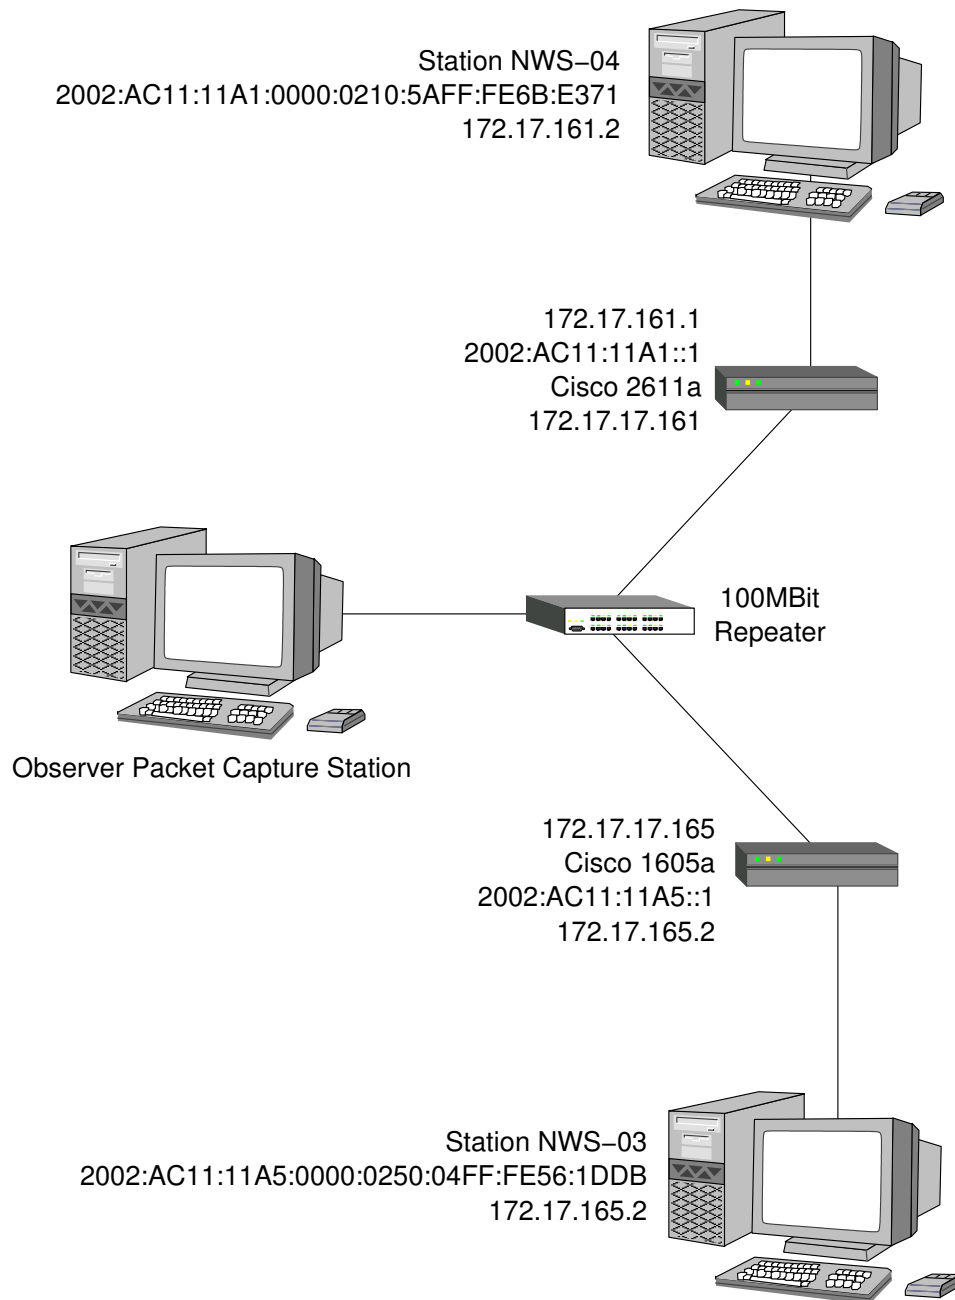 Station NWS−04
2002:AC11:11A1:0000:0210:5AFF:FE6B:E371
172.17.161.2
172.17.161.1
2002:AC11:11A1::1
Cisco 2611a
172.17.17.161
100MBit
Repeater
Observer Packet Capture Station
172.17.17.165
Cisco 1605a
2002:AC11:11A5::1
172.17.165.2
Station NWS−03
2002:AC11:11A5:0000:0250:04FF:FE56:1DDB
172.17.165.2